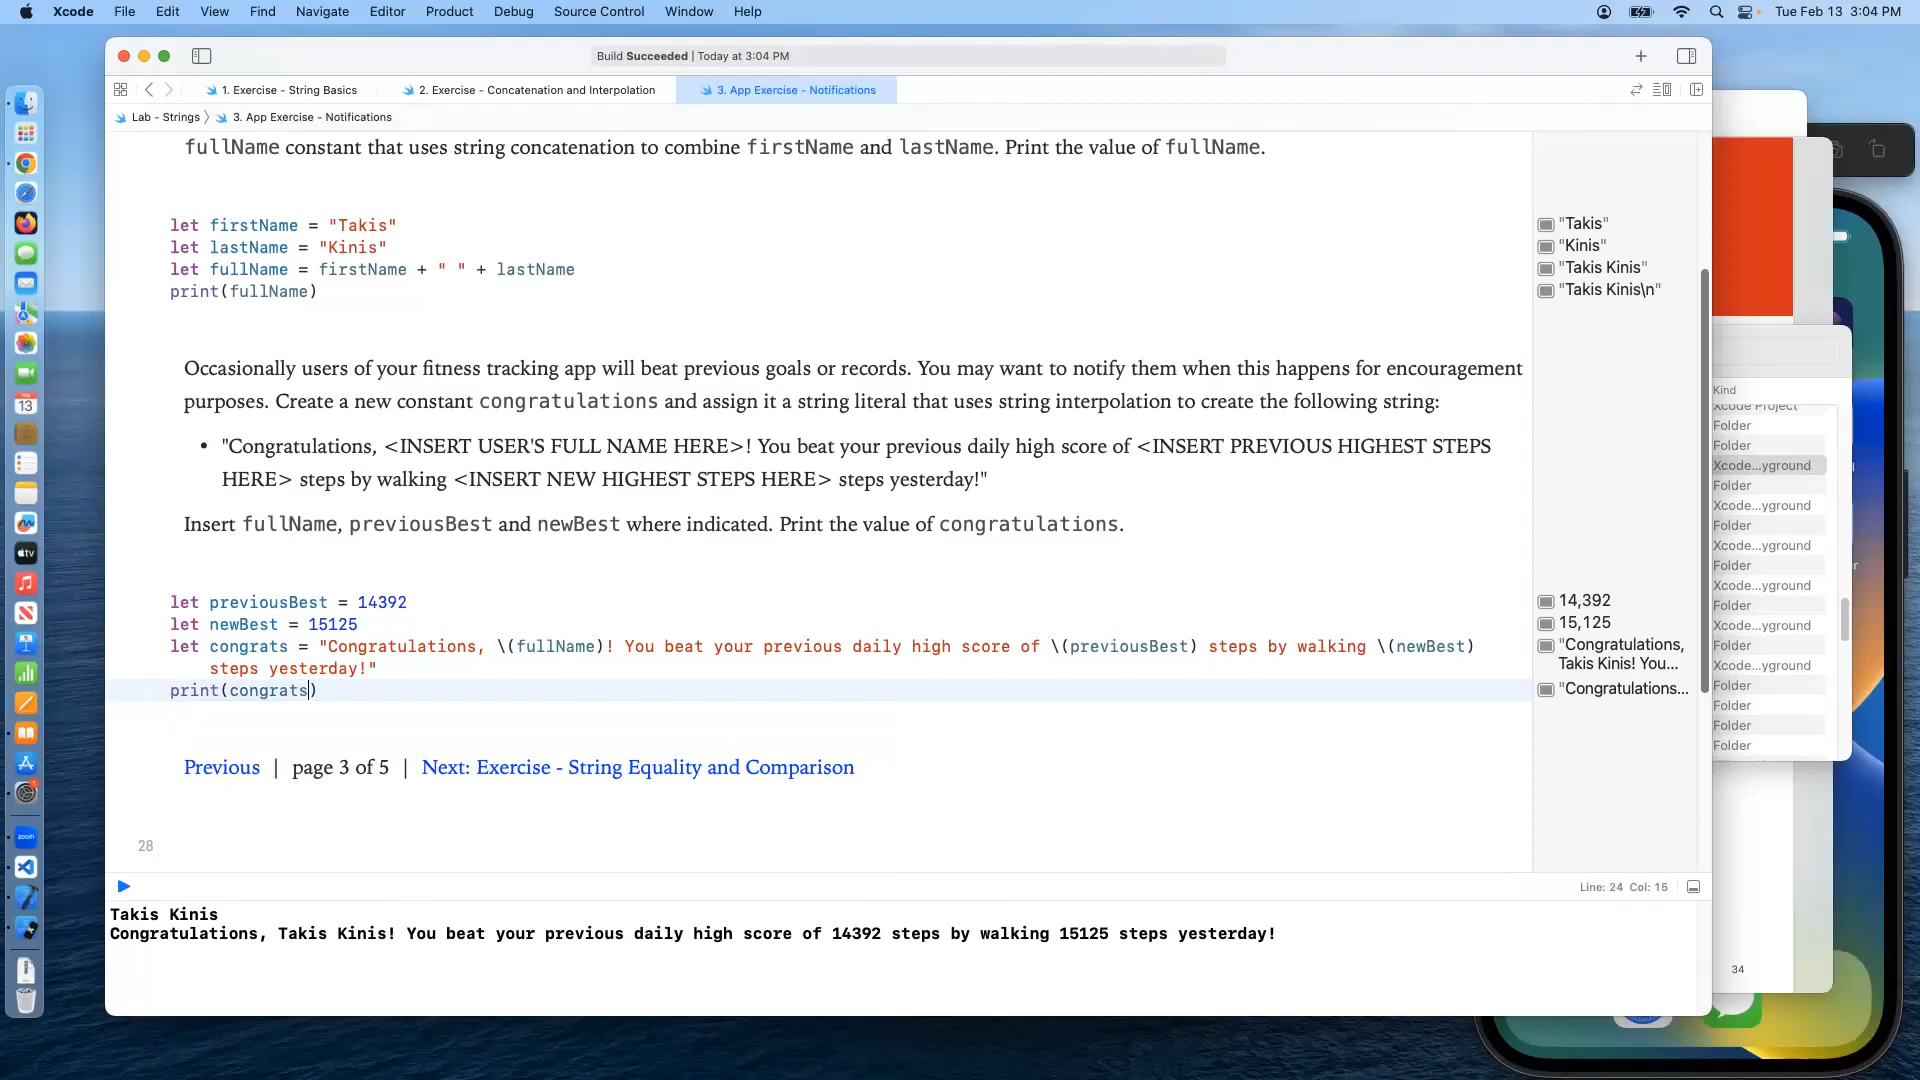 Xcode File Edit View Find Navigate Editor Product Debug Source Control Window Help
Tue Feb 13 3:04 PM
Build Succeeded | Today at 3:04 PM
1. Exercise - String Basics
2. Exercise - Concatenation and Interpolation
3. App Exercise - Notifications
Lab - Strings 〉 3. App Exercise - Notifications
fullName constant that uses string concatenation to combine firstName and lastName. Print the value of fullName.
let firstName = "Takis"
let lastName = "Kinis"
let fullName = firstName + " " + lastName
print(fullName)
"Takis"
"Kinis"
"Takis Kinis"
"Takis Kinis\n"
Occasionally users of your fitness tracking app will beat previous goals or records. You may want to notify them when this happens for encouragement
purposes. Create a new constant congratulations and assign it a string literal that uses string interpolation to create the following string:
• "Congratulations, <INSERT USER'S FULL NAME HERE>! You beat your previous daily high score of <INSERT PREVIOUS HIGHEST STEPS
HERE> steps by walking <INSERT NEW HIGHEST STEPS HERE> steps yesterday!"
Insert fullName, previousBest and newBest where indicated. Print the value of congratulations.
let previousBest = 14392
let newBest = 15125
let congrats = "Congratulations, \(fullName)! You beat your previous daily high score of \(previousBest) steps by walking \(newBest)
steps yesterday!"
print(congrats)
14,392
15,125
"Congratulations,
Takis Kinis! You...
"Congratulations...
Previous | page 3 of 5 | Next: Exercise - String Equality and Comparison
28
Line: 24 Col: 15
Takis Kinis
Congratulations, Takis Kinis! You beat your previous daily high score of 14392 steps by walking 15125 steps yesterday!
Kind
Xcode Project
Folder
Folder
Xcode...yground
Folder
Xcode...yground
Folder
Xcode...yground
Folder
Xcode...yground
Folder
Xcode...yground
Folder
Xcode...yground
Folder
Folder
Folder
Folder
34
13
tv
zoom